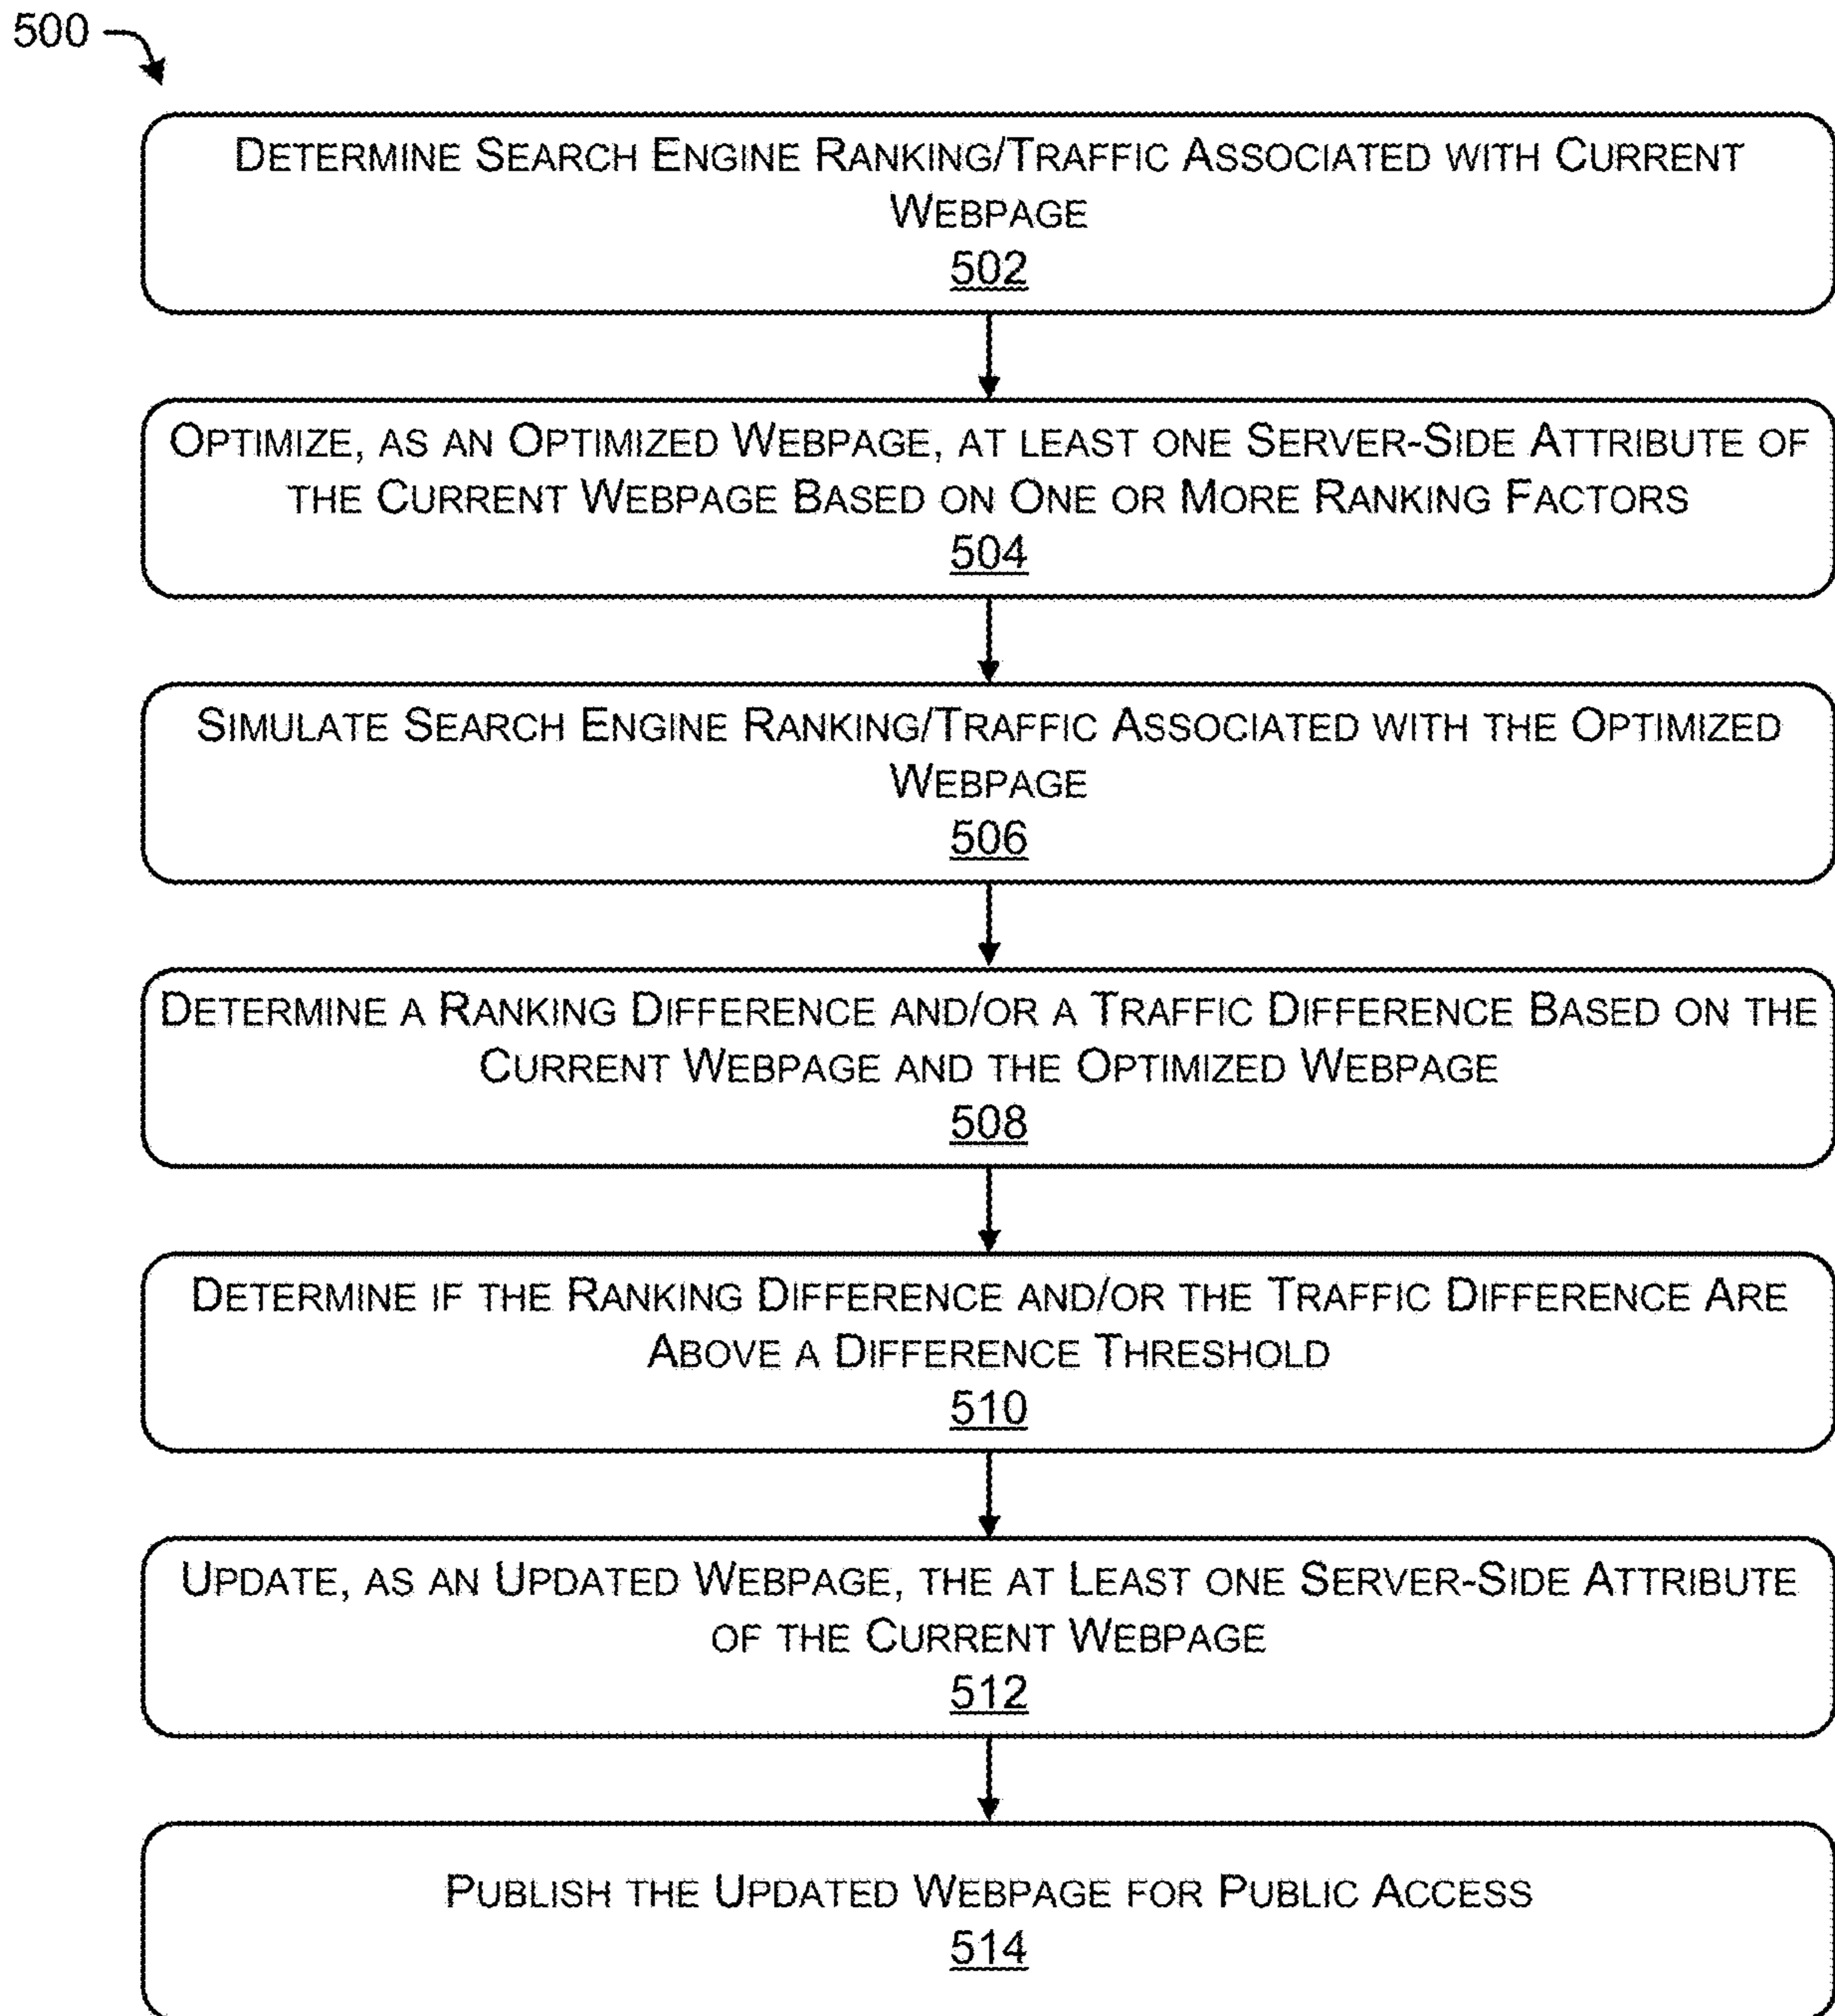 500
DETERMINE SEARCH ENGINE RANKING/TRAFFIC ASSOCIATED WITH CURRENT
WEBPAGE
502
OPTIMIZE, AS AN OPTIMIZED WEBPAGE, AT LEAST ONE SERVER-SIDE ATTRIBUTE OF
THE CURRENT WEBPAGE BASED ON ONE OR MORE RANKING FACTORS
504
SIMULATE SEARCH ENGINE RANKING/TRAFFIC ASSOCIATED WITH THE OPTIMIZED
WEBPAGE
506
DETERMINE A RANKING DIFFERENCE AND/OR A TRAFFIC DIFFERENCE BASED ON THE
CURRENT WEBPAGE AND THE OPTIMIZED WEBPAGE
508
DETERMINE IF THE RANKING DIFFERENCE AND/OR THE TRAFFIC DIFFERENCE ARE
ABOVE A DIFFERENCE THRESHOLD
510
UPDATE, AS AN UPDATED WEBPAGE, THE AT LEAST ONE SERVER-SIDE ATTRIBUTE
OF THE CURRENT WEBPAGE
512
PUBLISH THE UPDATED WEBPAGE FOR PUBLIC ACCESS
514